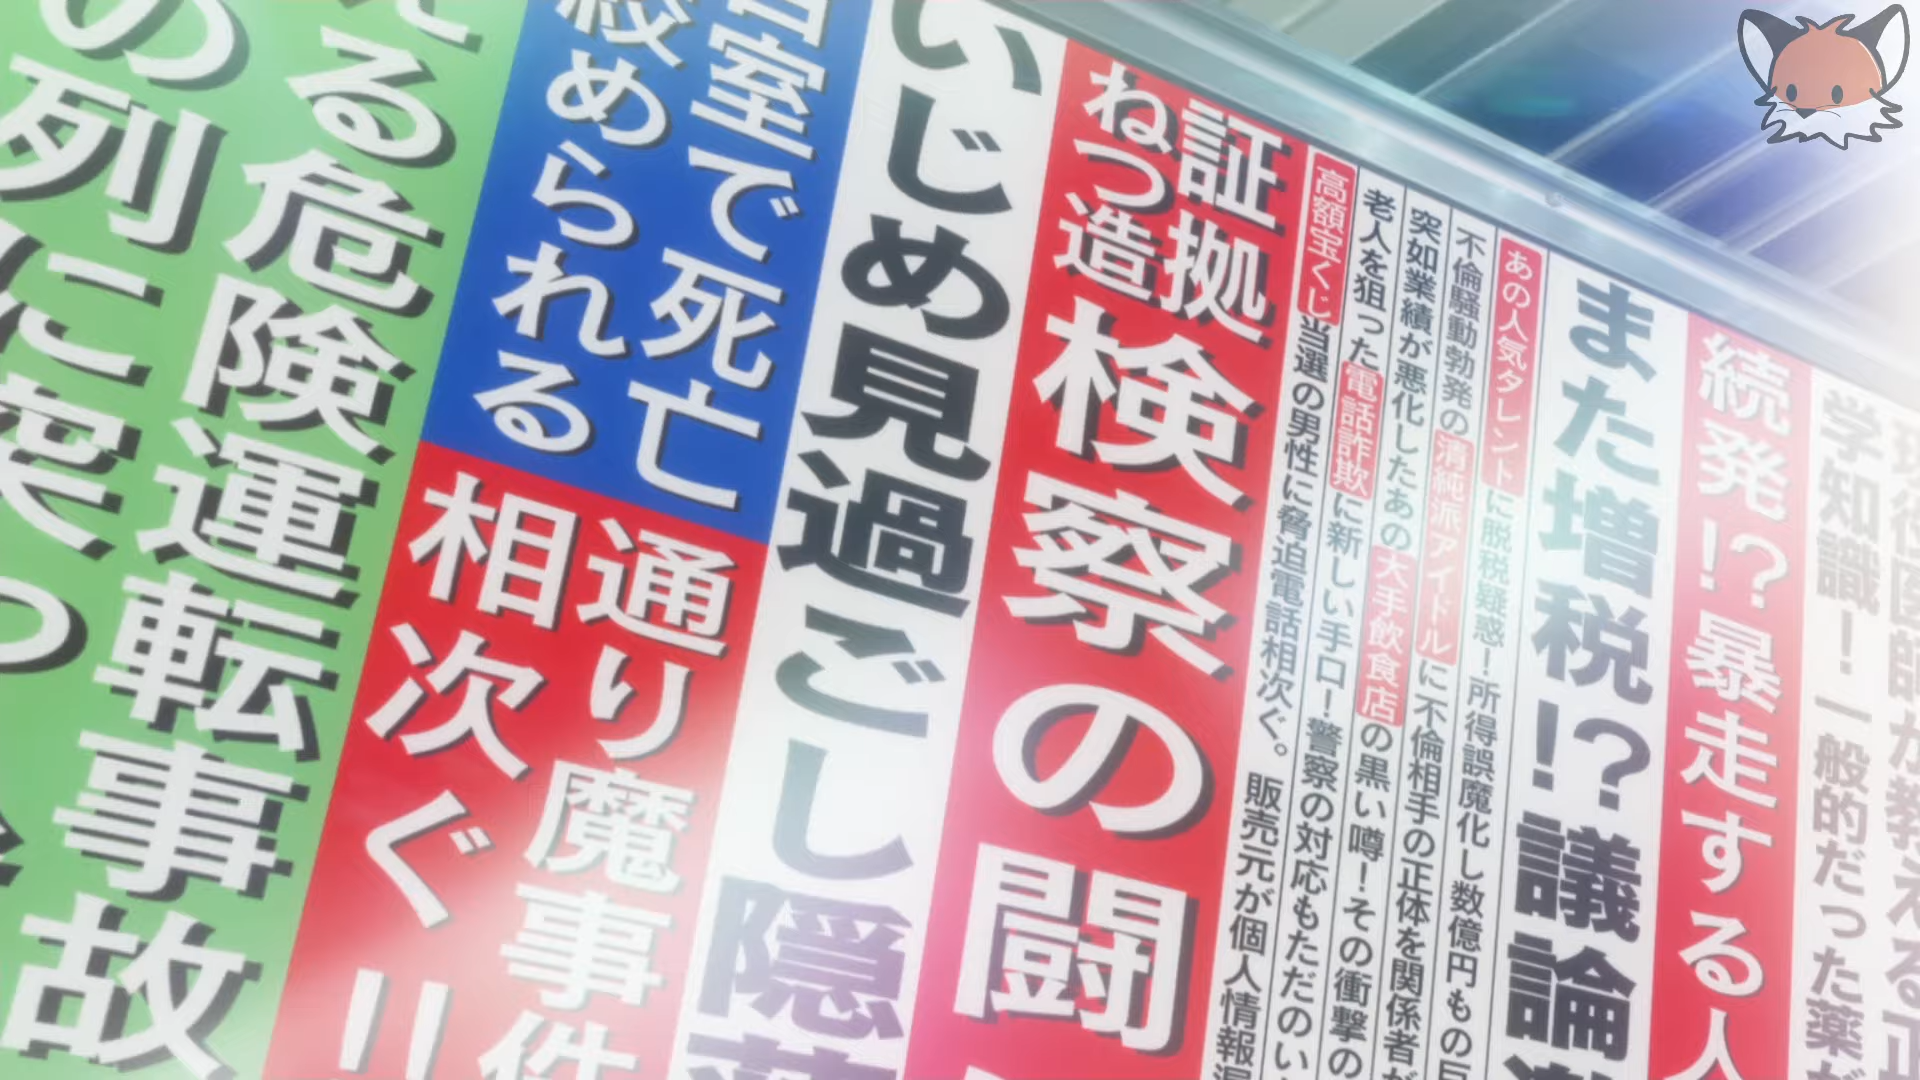 現役医師が教える正
学知識！一般的だった薬が
続発!?暴走する人
また増税!?議論
あの人気タレントに脱税疑惑！所得誤魔化し数億円もの巨
不倫騒動勃発の清純派アイドルに不倫相手の正体を関係者が
突如業績が悪化したあの大手飲食店の黒い噂！その衝撃の
老人を狙った電話詐欺に新しい手口！警察の対応もただのい
高額宝くじ当選の男性に脅迫電話相次ぐ。販売元が個人情報漏
証拠
ねつ造
検察の闘
いじめ見過ごし隠蔽
室で死亡
絞められる
通り魔事件
相次ぐ
える危険運転事故
の列に突っ